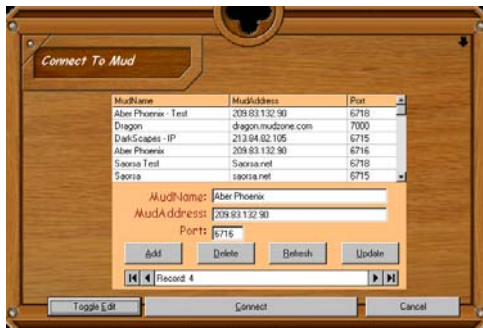 Connect To Mud
MudName MudAddress Port
Aber Phoenix - Test 209.83.132.90 6718
Dragon dragon.mudzone.com 7000
DarkScapes - IP 213.84.82.105 6715
Aber Phoenix 209.83.132.90 6716
Saorsa Test Saorsa.net 6718
Saorsa saorsa.net 6715
MudName: Aber Phoenix
MudAddress: 209.83.132.90
Port: 6716
Add Delete Refresh Update
Record: 4
Toggle Edit Connect Cancel